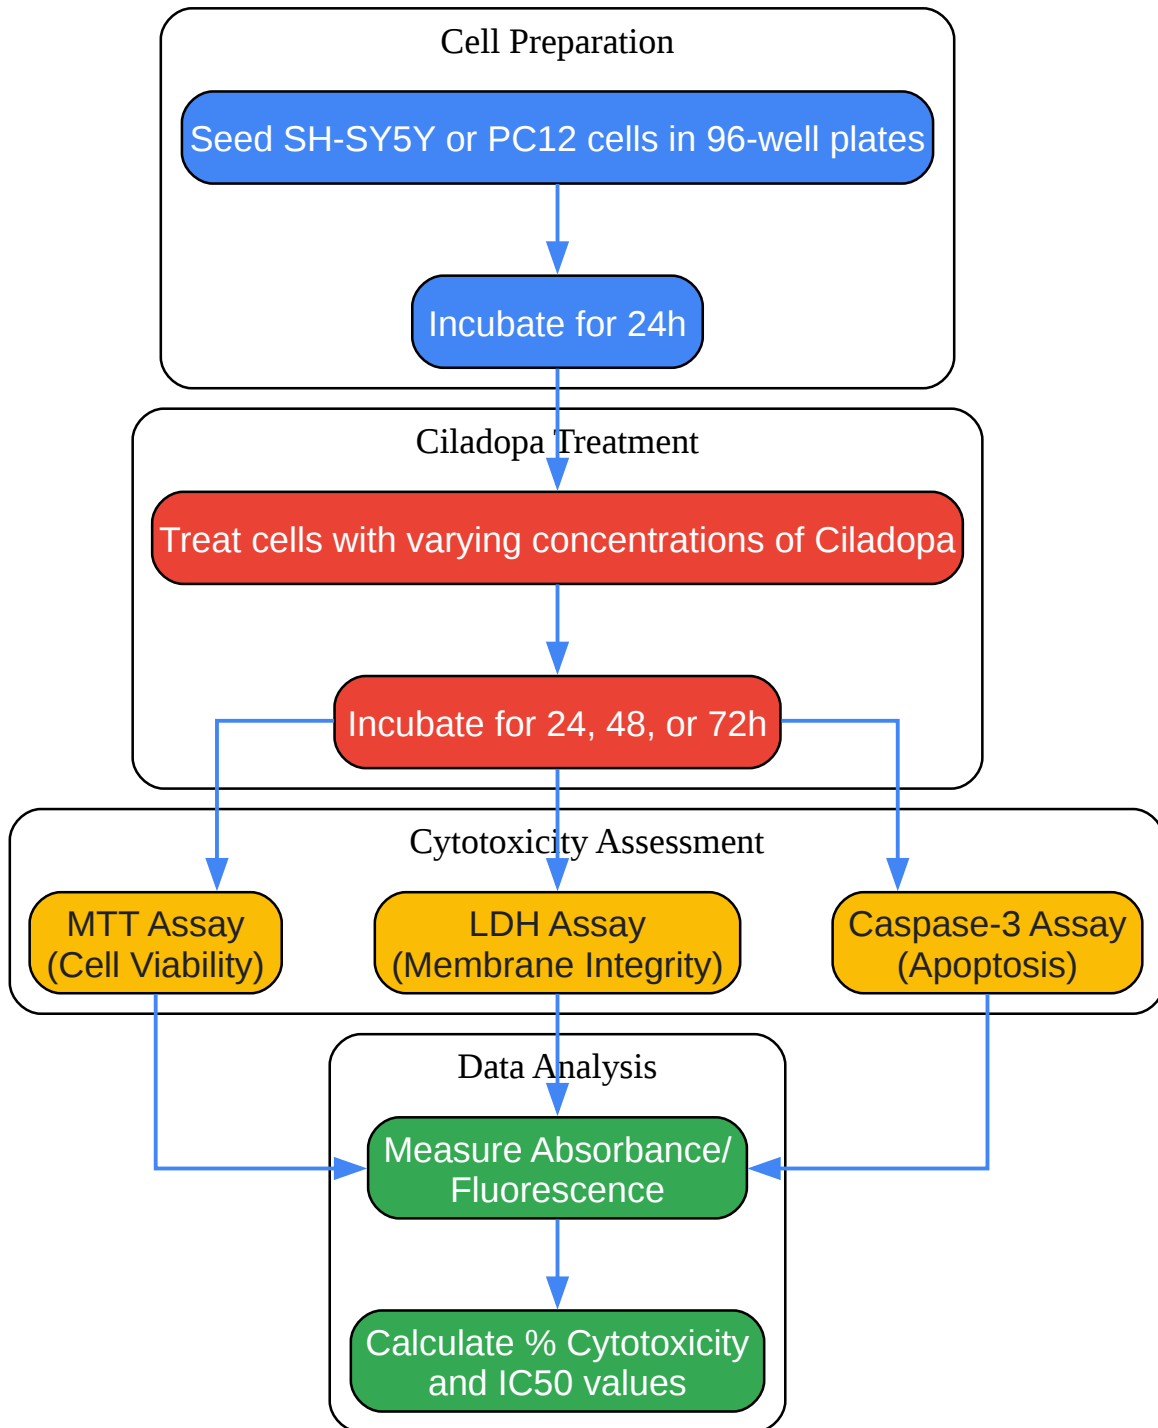 Cell Preparation
Seed SH-SY5Y or PC12 cells in 96-well plates
Incubate for 24h
Ciladopa Treatment
Treat cells with varying concentrations of Ciladopa
Incubate for 24, 48, or 72h
Cytotoxicity Assessment
MTT Assay
(Cell Viability)
LDH Assay
(Membrane Integrity)
Caspase-3 Assay
(Apoptosis)
Data Analysis
Measure Absorbance/
Fluorescence
Calculate % Cytotoxicity
and IC50 values